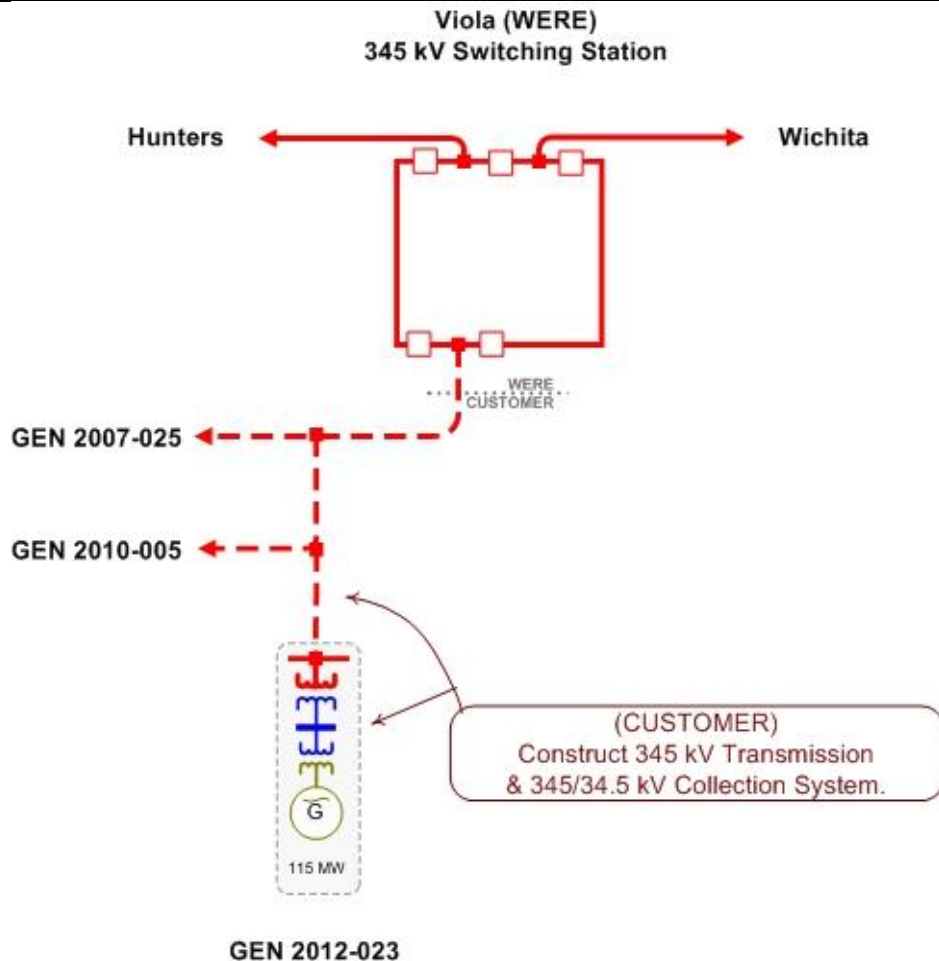 Viola (WERE)
345 kV Switching Station
Hunters
Wichita
WERE
CUSTOMER
GEN 2007-025
GEN 2010-005
(CUSTOMER)
Construct 345 kV Transmission
& 345/34.5 kV Collection System.
G
115 MW
GEN 2012-023